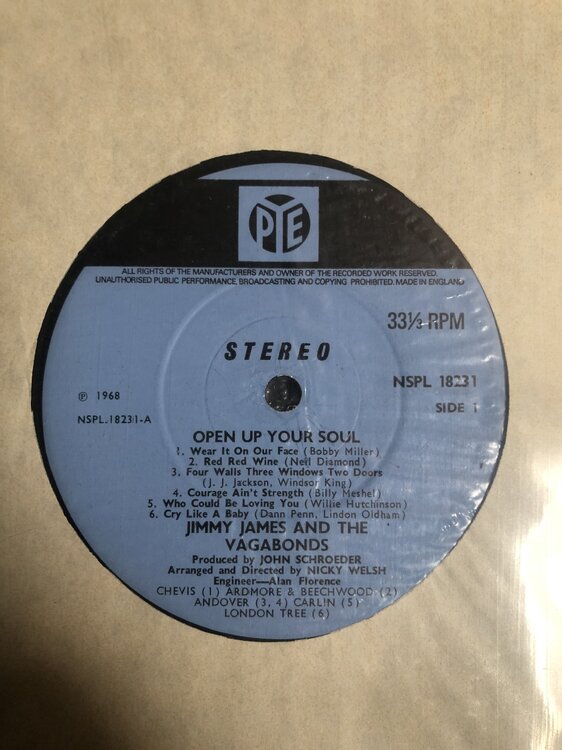 PYE
ALL RIGHTS OF THE MANUFACTURERS AND OWNER OF THE RECORDED WORK RESERVED.
UNAUTHORISED PUBLIC PERFORMANCE, BROADCASTING AND COPYING PROHIBITED. MADE IN ENGLAND
33⅓ RPM
STEREO
NSPL 18231
℗ 1968
SIDE 1
NSPL.18231-A
OPEN UP YOUR SOUL
1. Wear It On Our Face (Bobby Miller)
2. Red Red Wine (Neil Diamond)
3. Four Walls Three Windows Two Doors
(J. J. Jackson, Windsor King)
4. Courage Ain't Strength (Billy Meshel)
5. Who Could Be Loving You (Willie Hutchinson)
6. Cry Like A Baby (Dann Penn, Lindon Oldham)
JIMMY JAMES AND THE
VAGABONDS
Produced by JOHN SCHROEDER
Arranged and Directed by NICKY WELSH
Engineer—Alan Florence
CHEVIS (1) ARDMORE & BEECHWOOD (2)
ANDOVER (3, 4) CARLIN (5)
LONDON TREE (6)